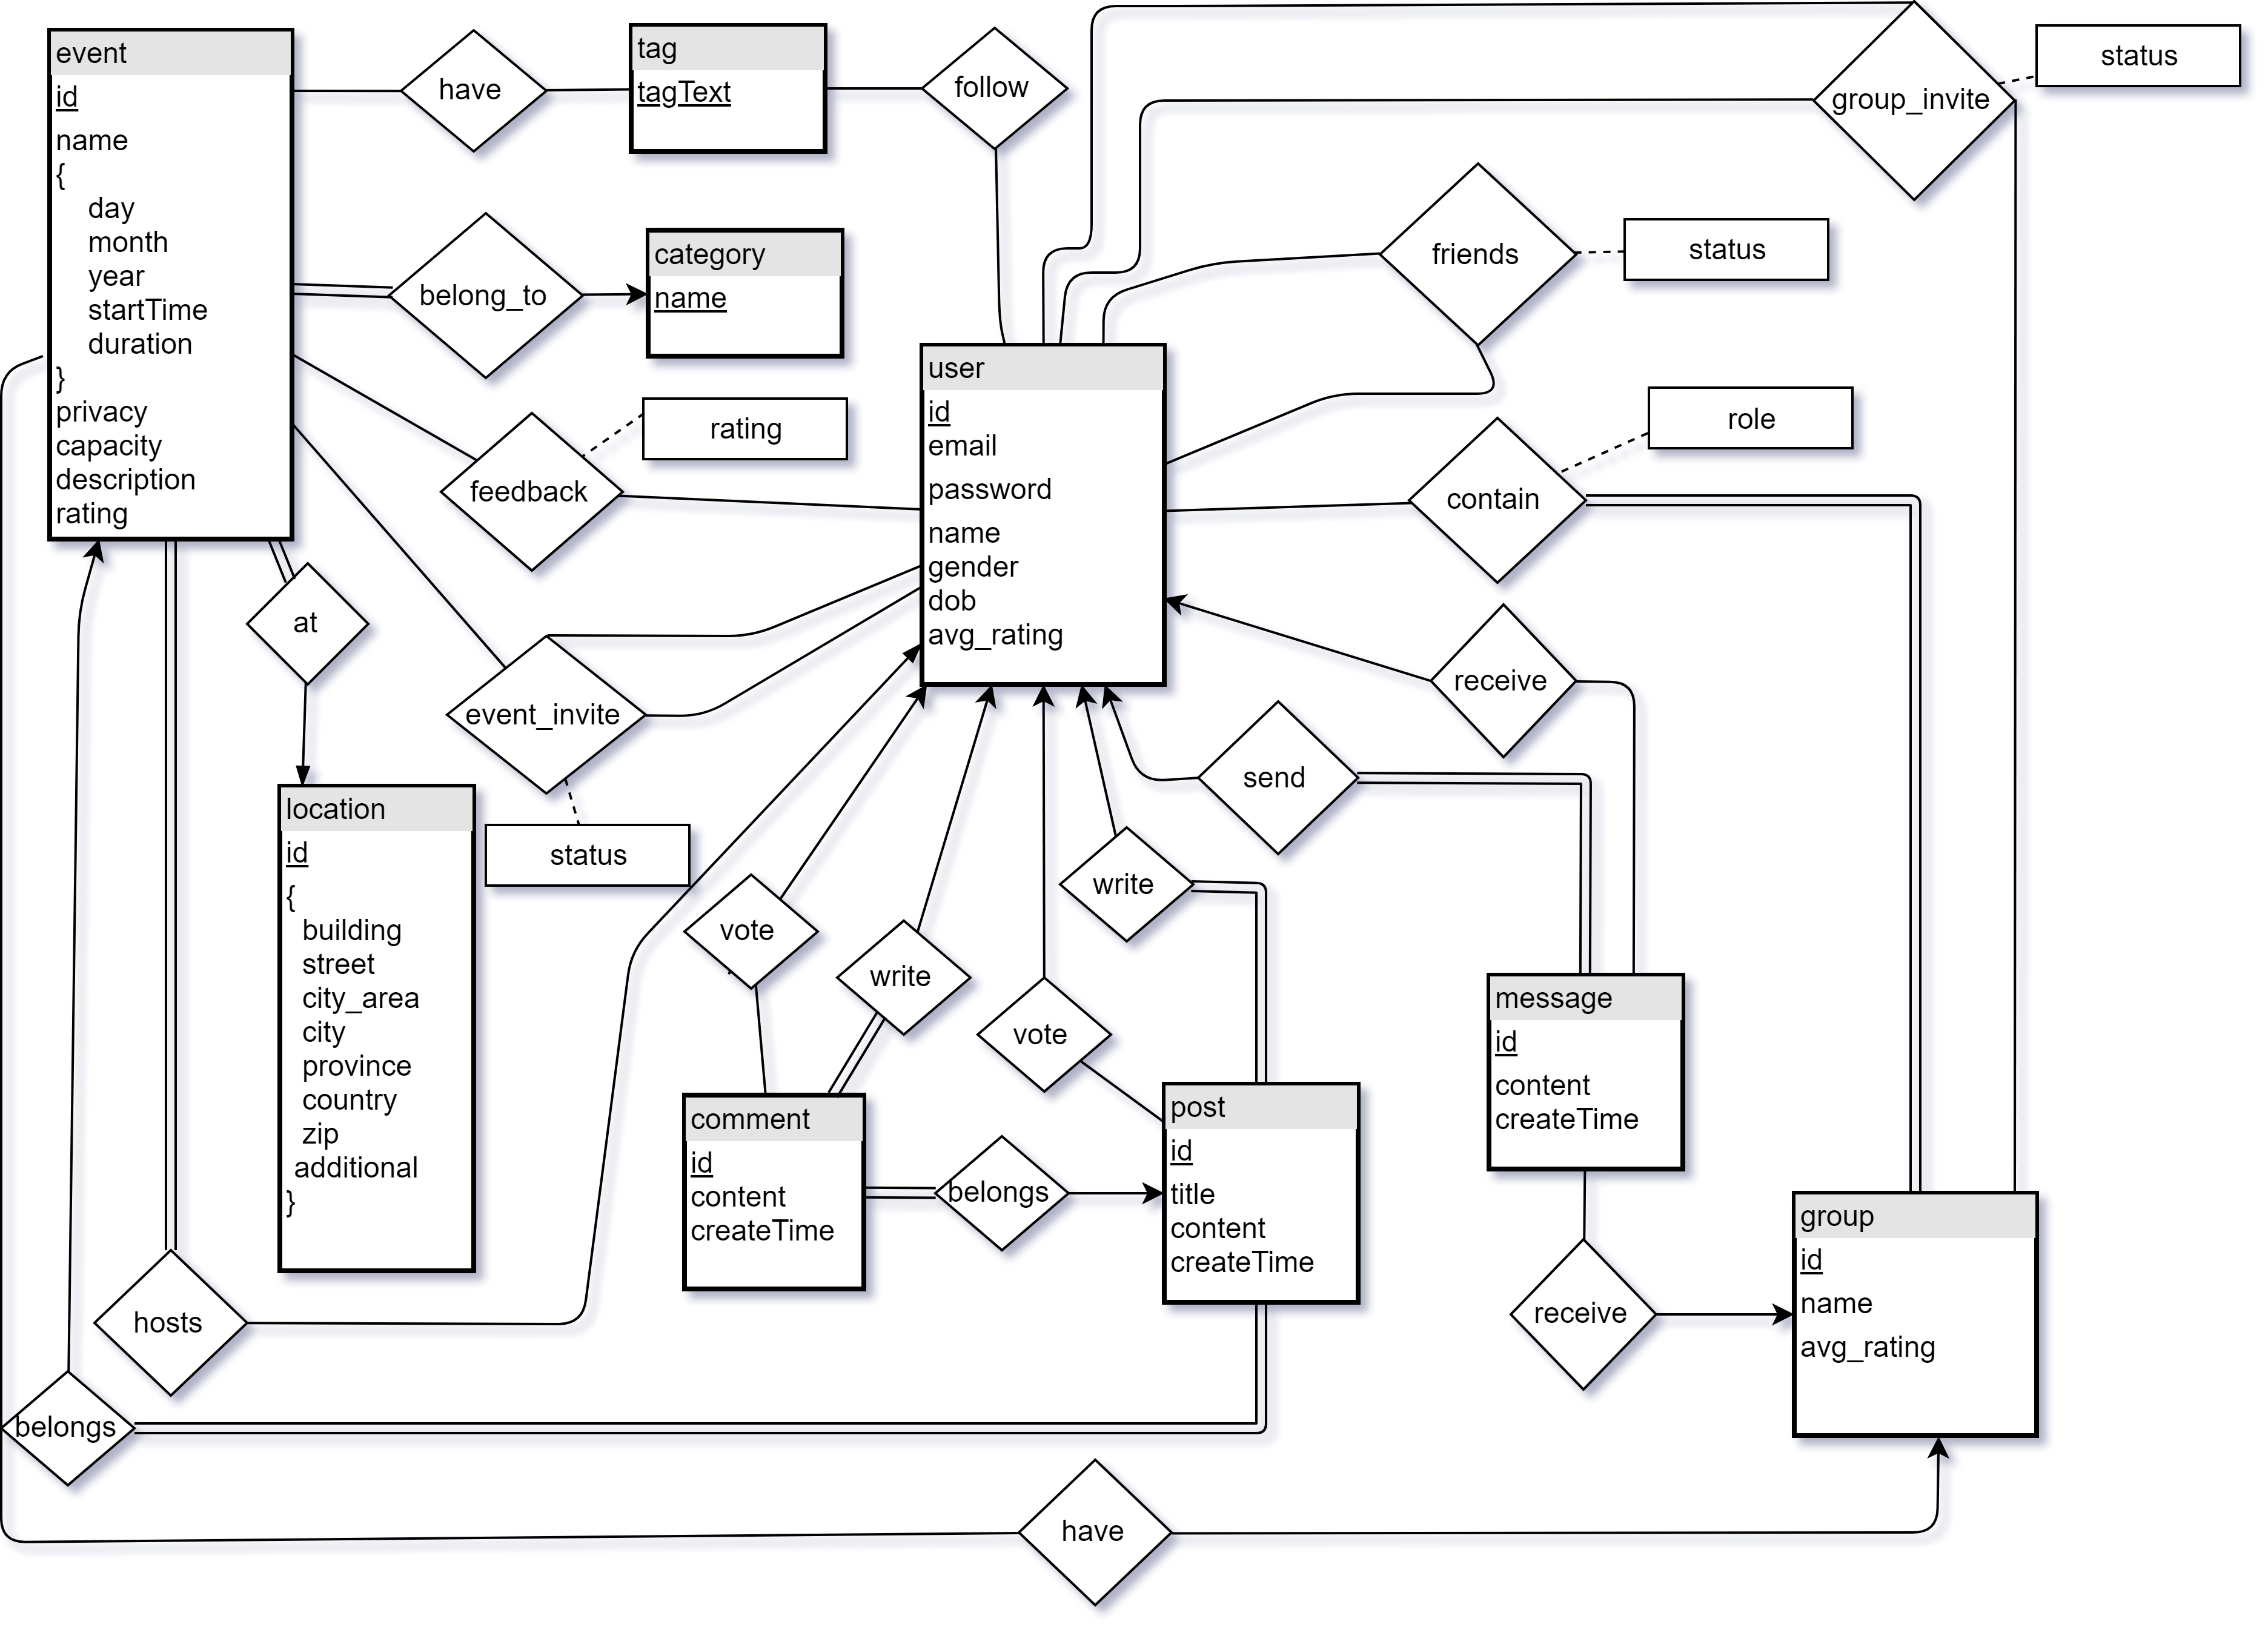 event
id
name
{
day
month
year
startTime
duration
}
privacy
capacity
description
rating
have
tag
tagText
follow
group_invite
status
belong_to
category
name
friends
status
feedback
rating
user
id
email
password
name
gender
dob
avg_rating
contain
role
at
event_invite
status
receive
send
location
id
{
building
street
city_area
city
province
country
zip
additional
}
vote
write
vote
write
comment
id
content
createTime
belongs
post
id
title
content
createTime
message
id
content
createTime
receive
group
id
name
avg_rating
hosts
belongs
have